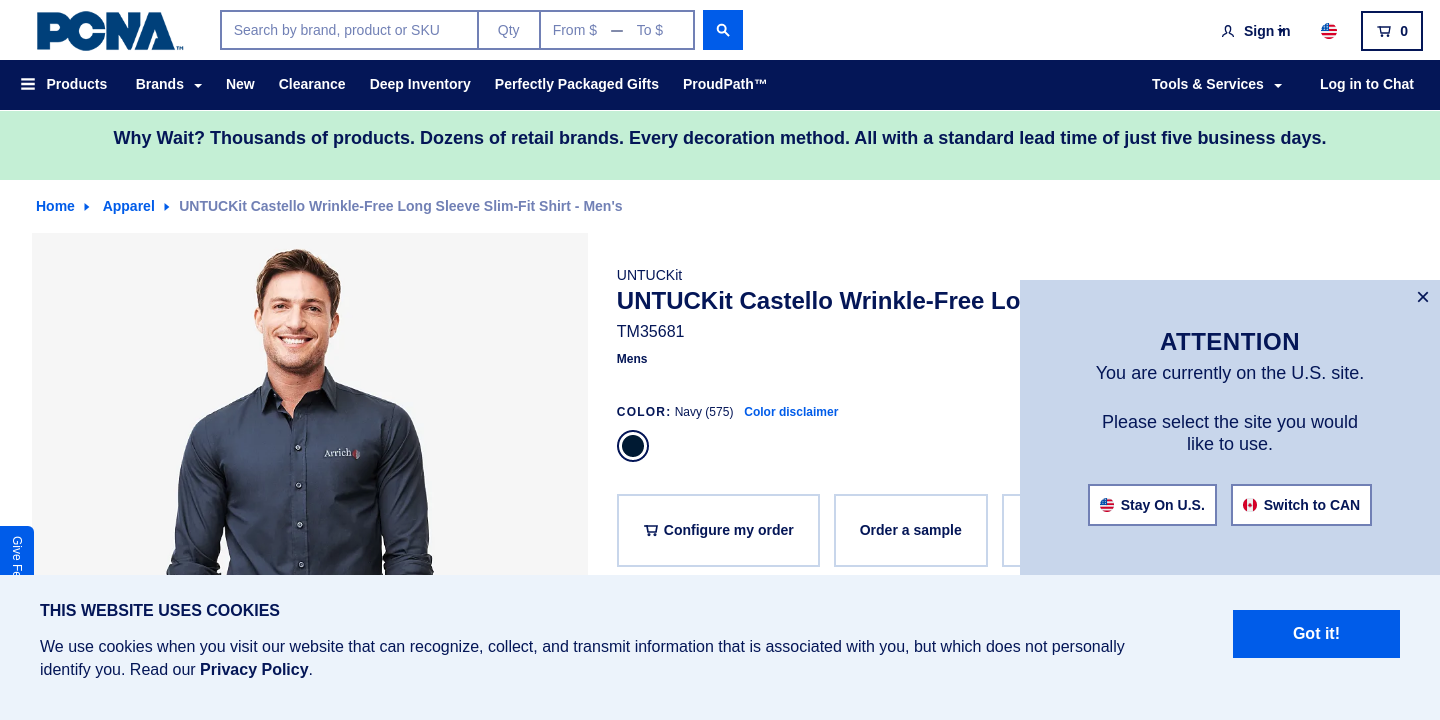 PCNA™
Search by brand, product or SKU
Qty
From $ — To $
Sign in
0
Products
Brands
New
Clearance
Deep Inventory
Perfectly Packaged Gifts
ProudPath™
Tools & Services
Log in to Chat
Why Wait? Thousands of products. Dozens of retail brands. Every decoration method. All with a standard lead time of just five business days.
Home
Apparel
UNTUCKit Castello Wrinkle-Free Long Sleeve Slim-Fit Shirt - Men's
Arrich
UNTUCKit
UNTUCKit Castello Wrinkle-Free Lo
TM35681
Mens
COLOR: Navy (575) Color disclaimer
Configure my order
Order a sample
×
ATTENTION
You are currently on the U.S. site.
Please select the site you would
like to use.
Stay On U.S.
Switch to CAN
Give Fe
THIS WEBSITE USES COOKIES
We use cookies when you visit our website that can recognize, collect, and transmit information that is associated with you, but which does not personally
identify you. Read our Privacy Policy.
Got it!